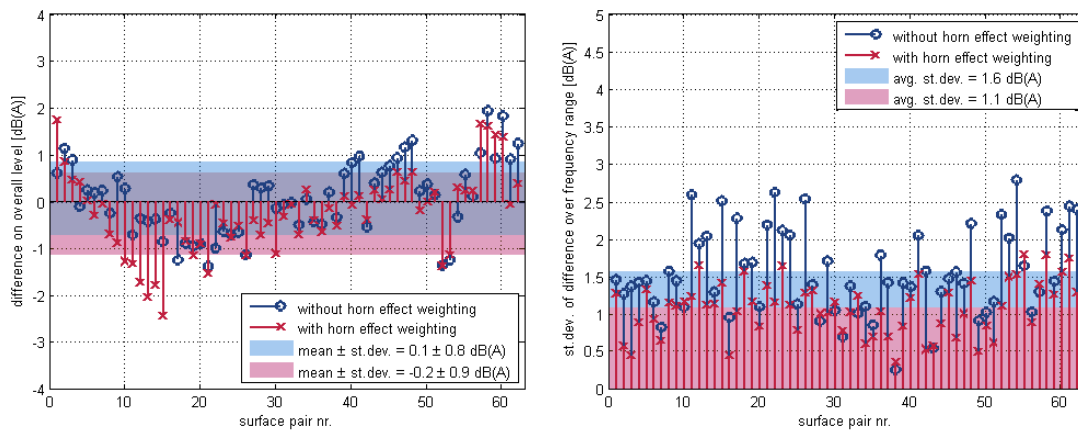 4
3
2
1
0
-1
-2
-3
-4
difference on overall level [dB(A)]
0 10 20 30 40 50 60
surface pair nr.
without horn effect weighting
with horn effect weighting
mean ± st.dev. = 0.1 ± 0.8 dB(A)
mean ± st.dev. = -0.2 ± 0.9 dB(A)
5
4.5
4
3.5
3
2.5
2
1.5
1
0.5
0
st.dev. of difference over frequency range [dB(A)]
0 10 20 30 40 50 60
surface pair nr.
without horn effect weighting
with horn effect weighting
avg. st.dev. = 1.6 dB(A)
avg. st.dev. = 1.1 dB(A)